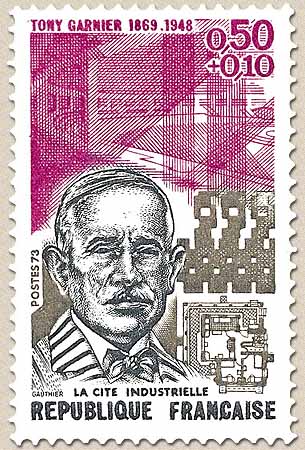 TONY GARNIER 1869.1948
0,50
+0,10
POSTES 73
GAUTHIER
LA CITE INDUSTRIELLE
REPUBLIQUE FRANCAISE